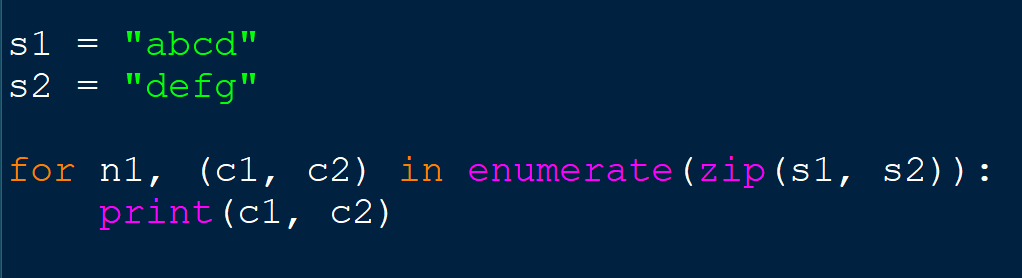 s1 = "abcd"
s2 = "defg"
for n1, (c1, c2) in enumerate(zip(s1, s2)):
    print(c1, c2)